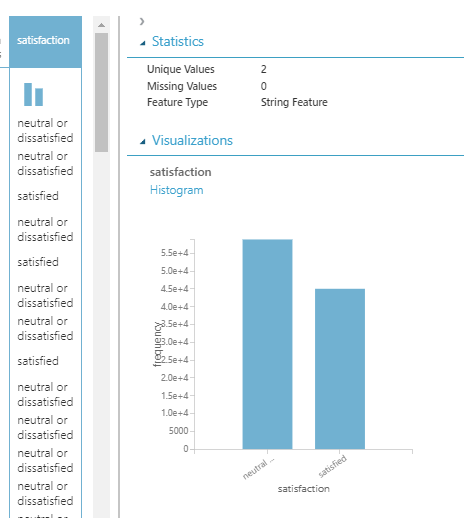 satisfaction
neutral or
dissatisfied
neutral or
dissatisfied
satisfied
neutral or
dissatisfied
satisfied
neutral or
dissatisfied
neutral or
dissatisfied
satisfied
neutral or
dissatisfied
neutral or
dissatisfied
neutral or
dissatisfied
neutral or
dissatisfied
Statistics
Unique Values 2
Missing Values 0
Feature Type String Feature
Visualizations
satisfaction
Histogram
frequency
5.5e+4
5.0e+4
4.5e+4
4.0e+4
3.5e+4
3.0e+4
2.5e+4
2.0e+4
1.5e+4
1.0e+4
5000
0
neutral ...
satisfied
satisfaction